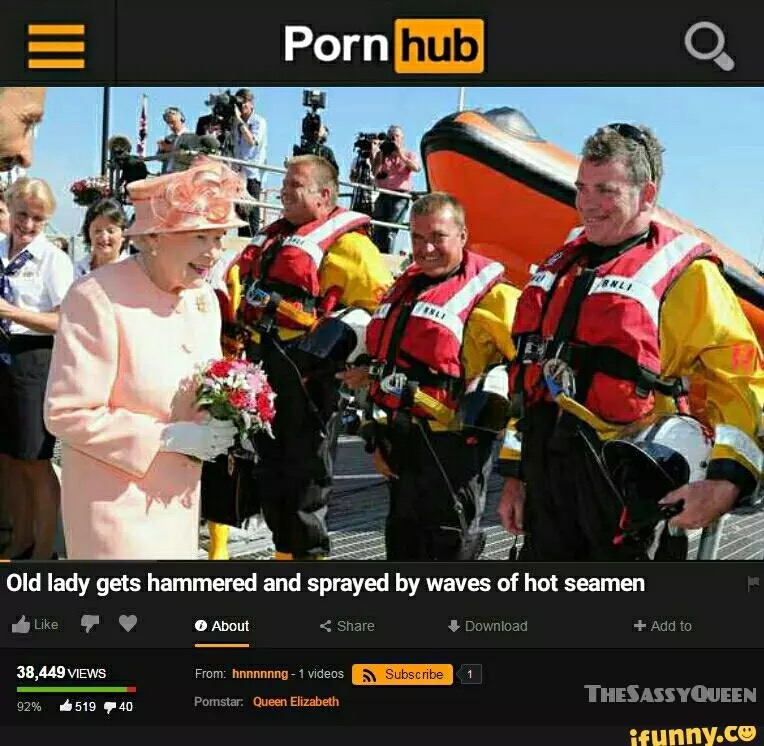 Porn hub
RNLI
RNLI
Old lady gets hammered and sprayed by waves of hot seamen
Like About Share Download + Add to
38,449 VIEWS From: hnnnnnng - 1 videos Subscribe 1
92% 519 40 Pornstar: Queen Elizabeth
THESASSYQUEEN
ifunny.co